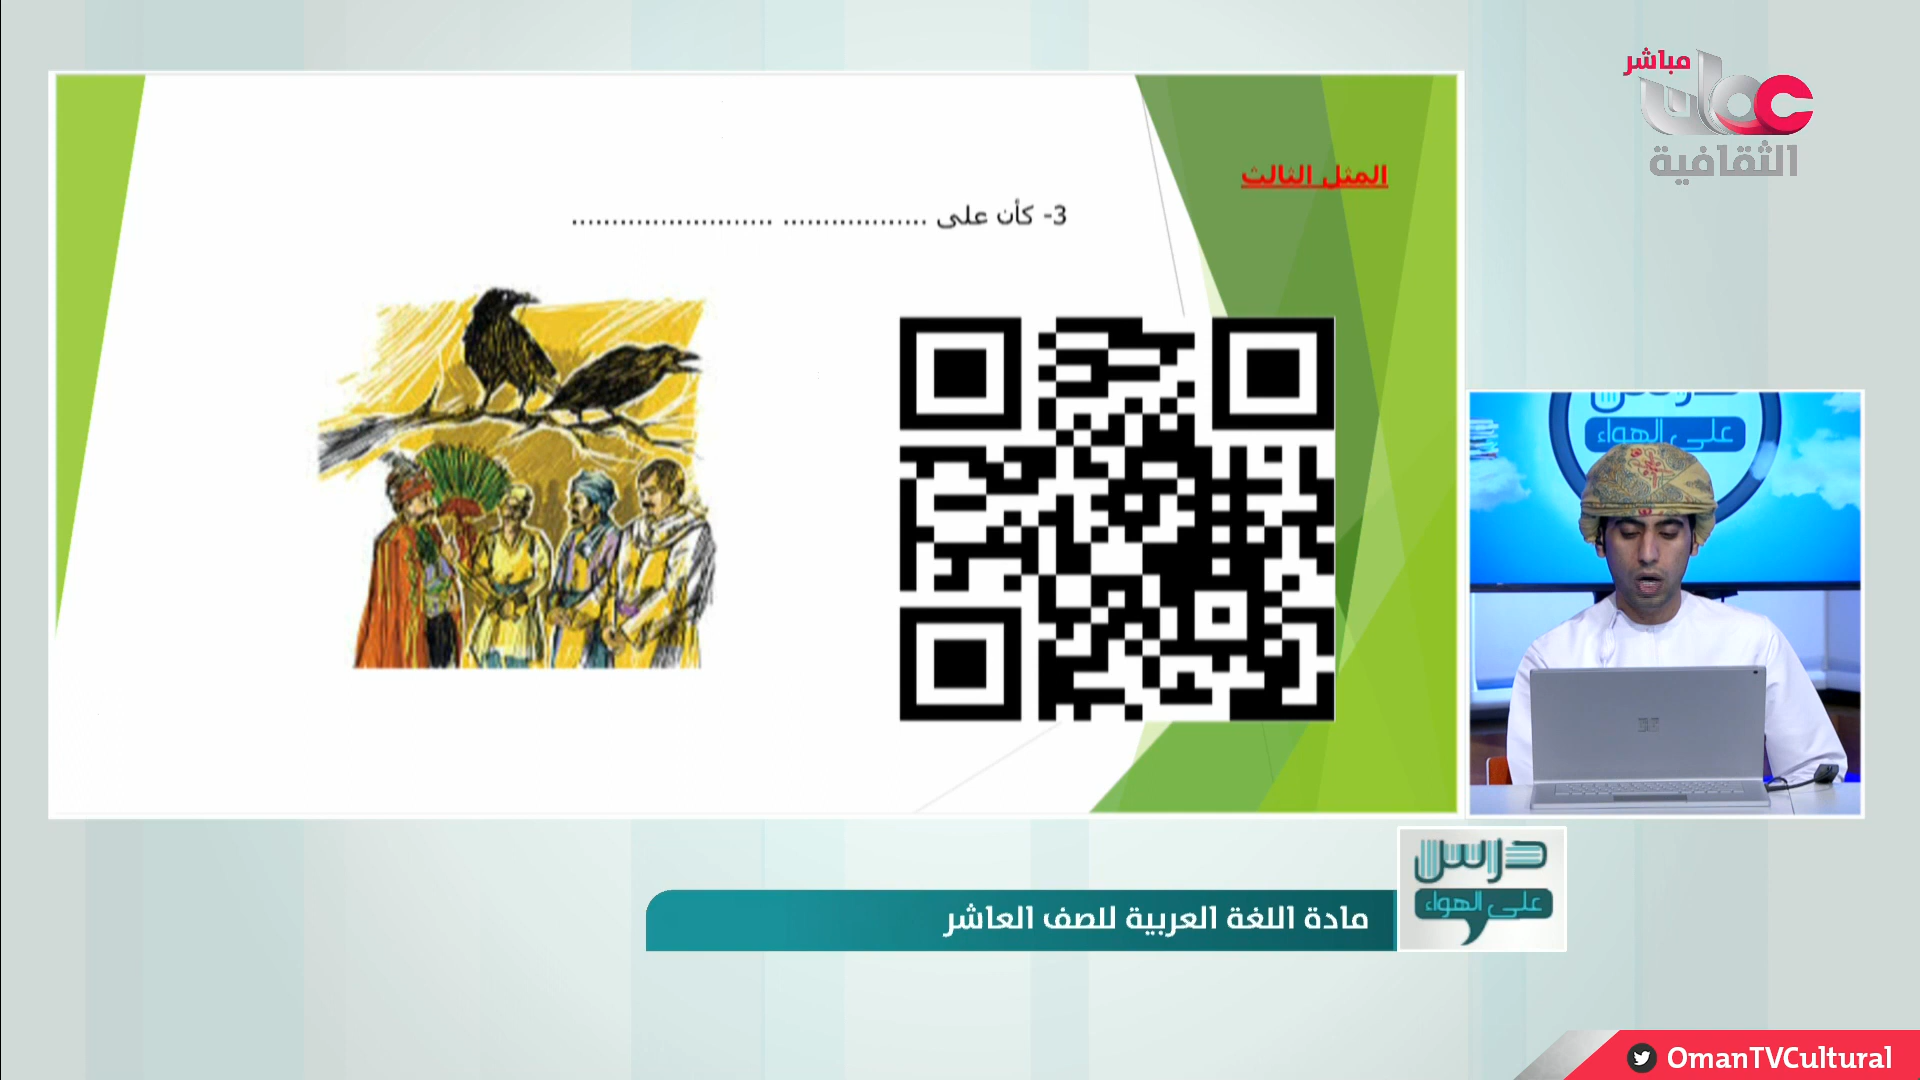 مباشر
عمان
الثقافية
المثل الثالث
3- كأن على .................. .........................
على الهواء
درس
على الهواء
مادة اللغة العربية للصف العاشر
OmanTVCultural